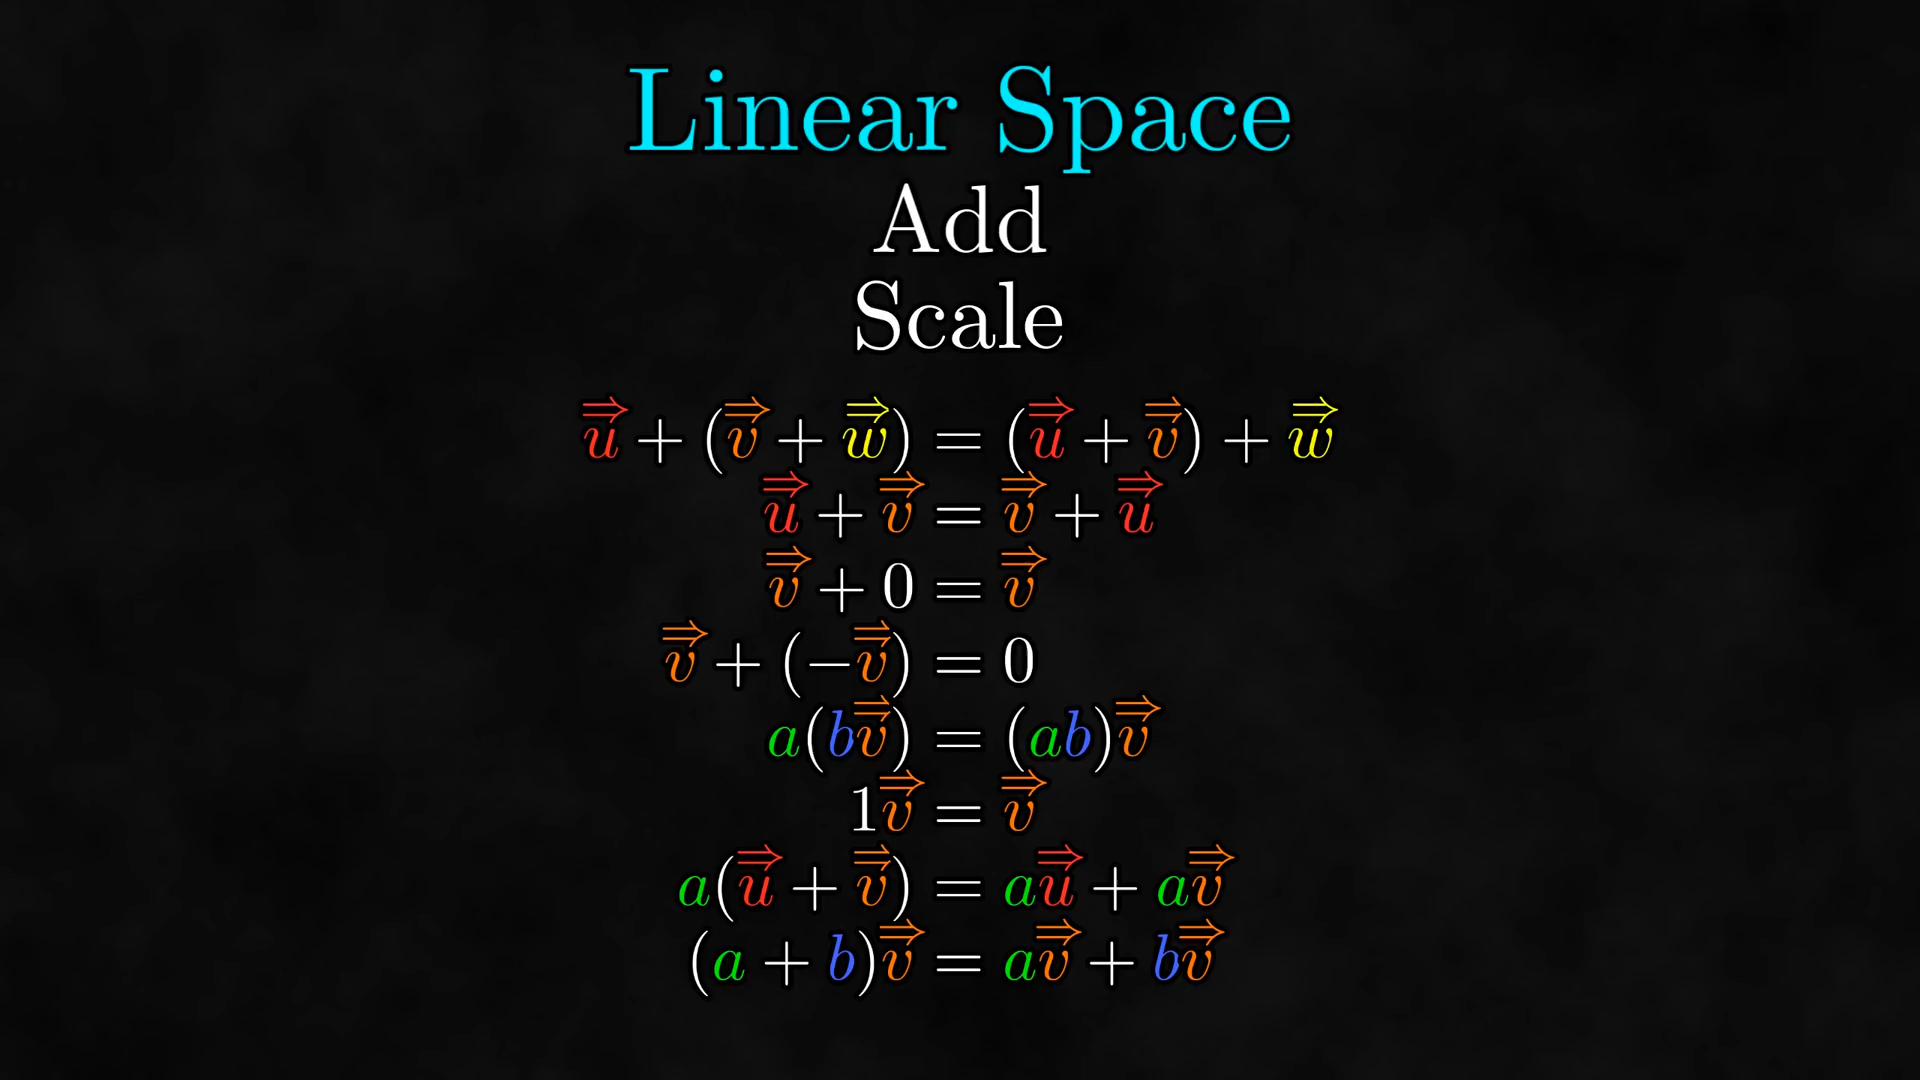 Linear Space
Add
Scale
u⃗ + (v⃗ + w⃗) = (u⃗ + v⃗) + w⃗
u⃗ + v⃗ = v⃗ + u⃗
v⃗ + 0 = v⃗
v⃗ + (−v⃗) = 0
a(bv⃗) = (ab)v⃗
1v⃗ = v⃗
a(u⃗ + v⃗) = au⃗ + av⃗
(a + b)v⃗ = av⃗ + bv⃗